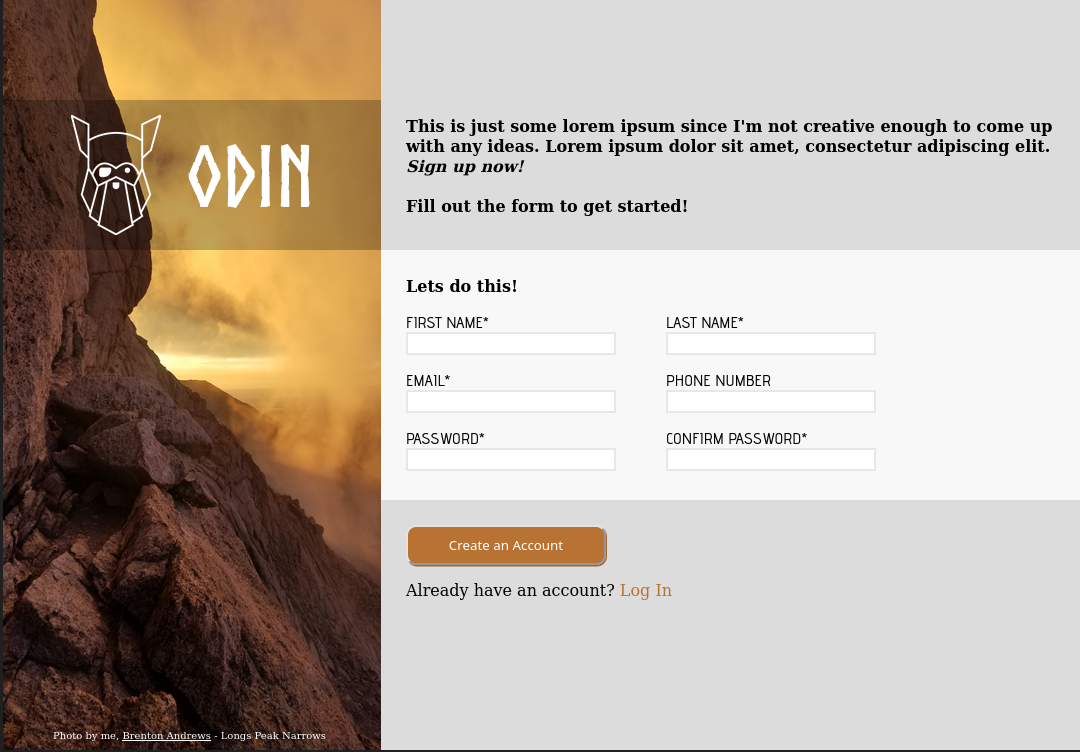 ODIN
This is just some lorem ipsum since I'm not creative enough to come up
with any ideas. Lorem ipsum dolor sit amet, consectetur adipiscing elit.
Sign up now!
Fill out the form to get started!
Lets do this!
FIRST NAME*
LAST NAME*
EMAIL*
PHONE NUMBER
PASSWORD*
CONFIRM PASSWORD*
Create an Account
Already have an account? Log In
Photo by me, Brenton Andrews - Longs Peak Narrows